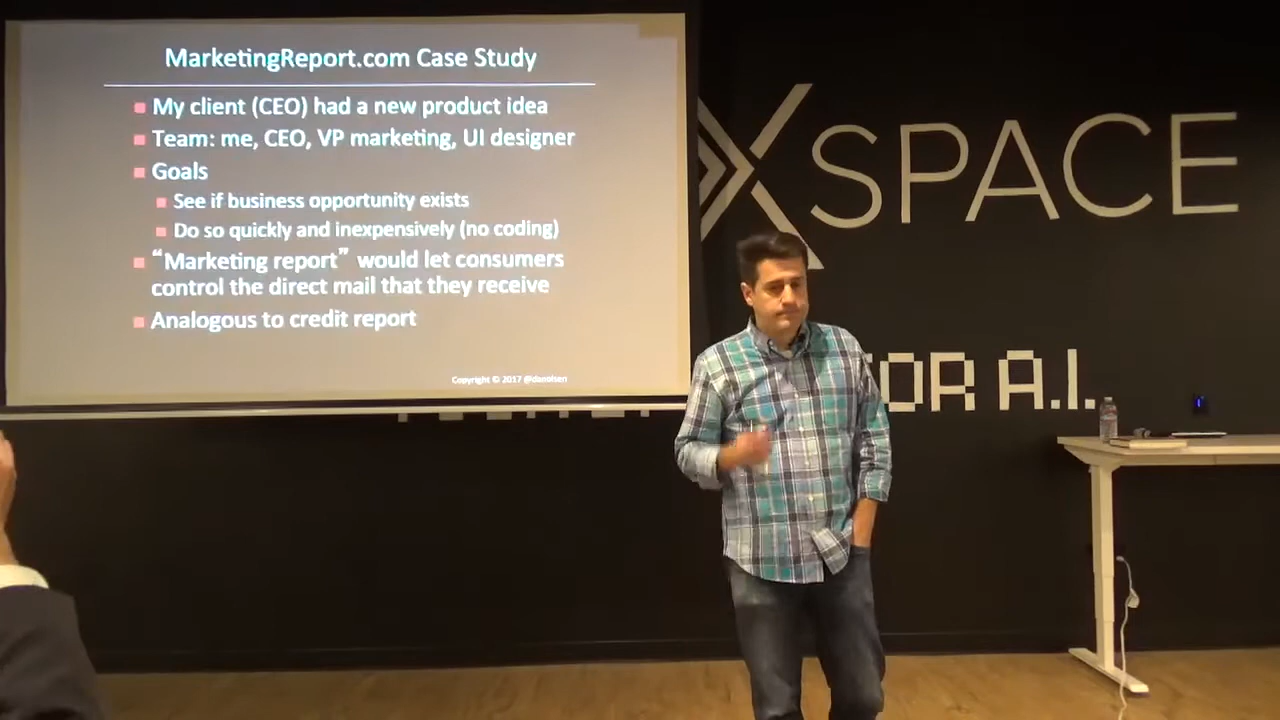 MarketingReport.com Case Study
My client (CEO) had a new product idea
Team: me, CEO, VP marketing, UI designer
Goals
See if business opportunity exists
Do so quickly and inexpensively (no coding)
“Marketing report” would let consumers
control the direct mail that they receive
Analogous to credit report
Copyright © 2017 @danolsen
XSPACE
FOR A.I.